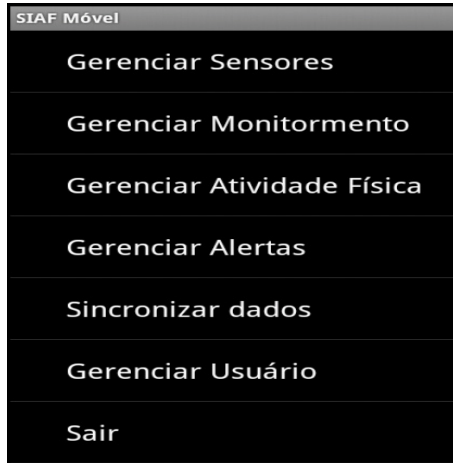 SIAF Móvel
Gerenciar Sensores
Gerenciar Monitormento
Gerenciar Atividade Física
Gerenciar Alertas
Sincronizar dados
Gerenciar Usuário
Sair